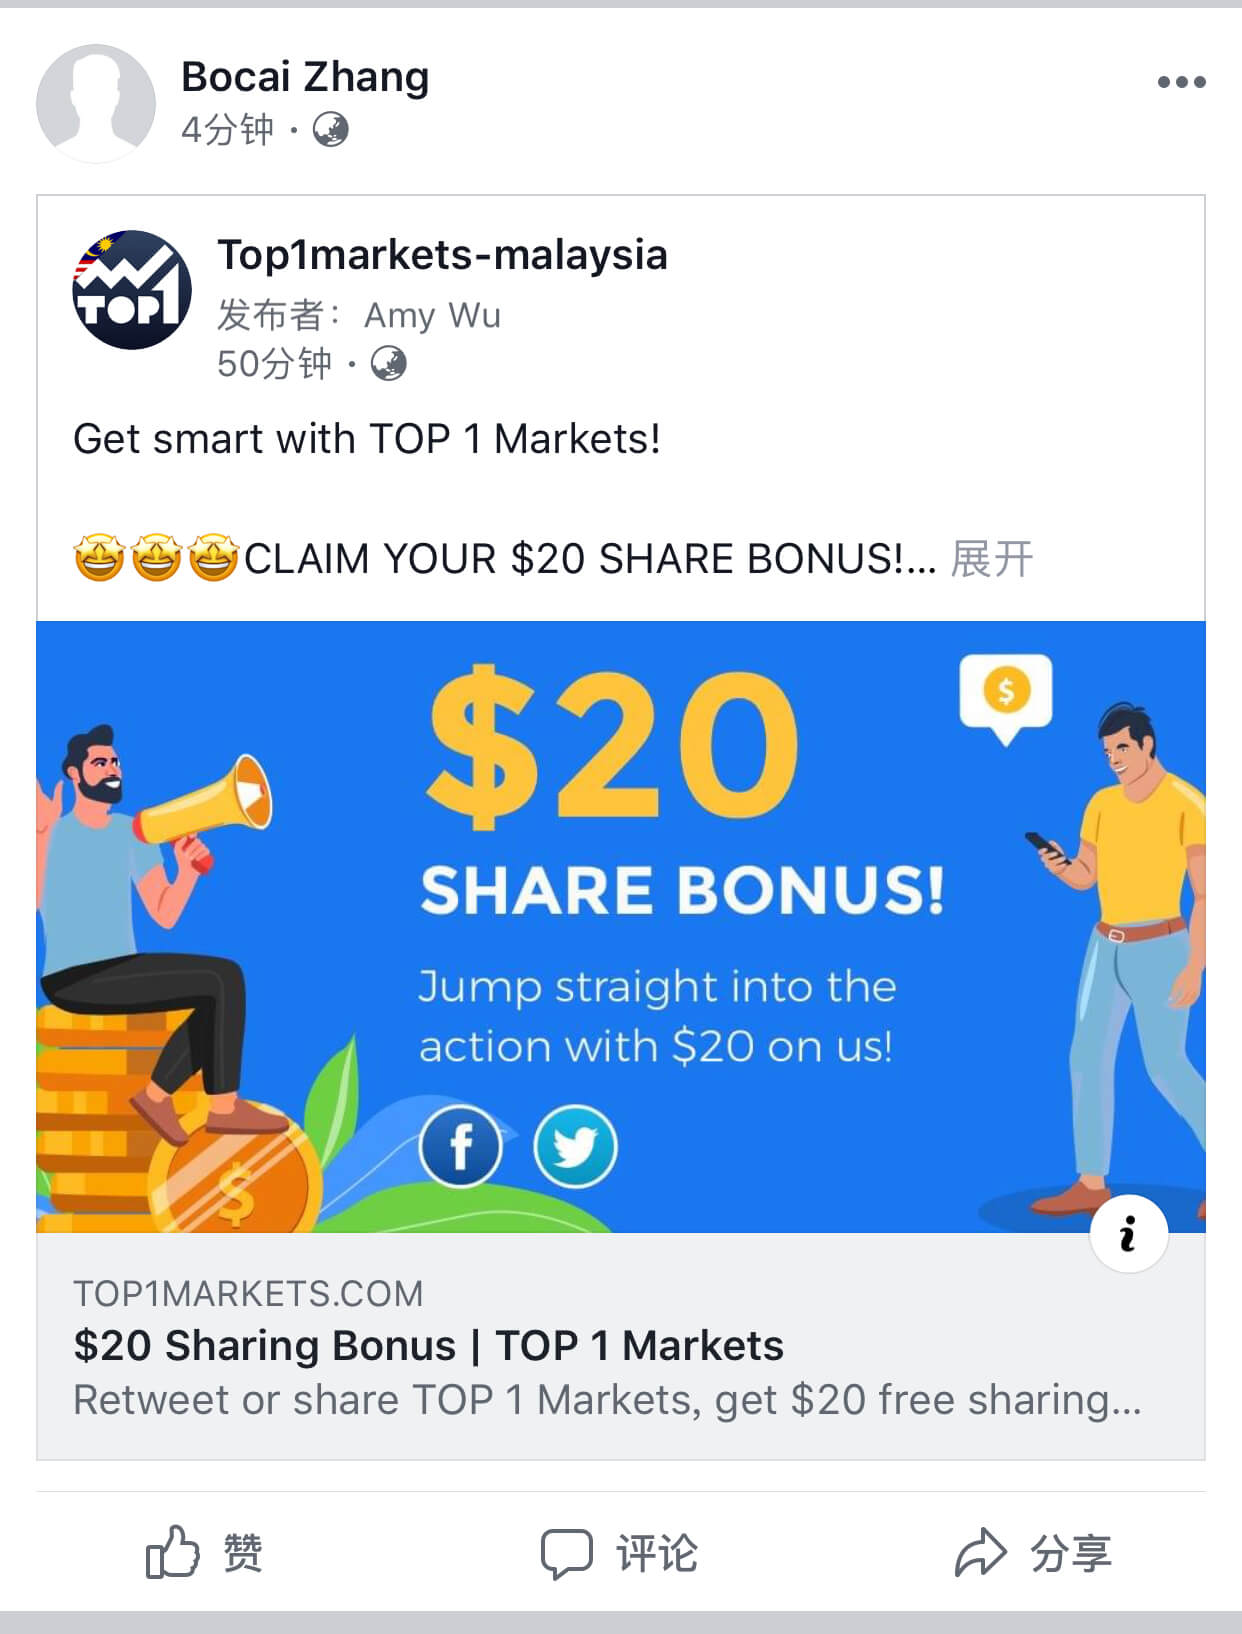 Bocai Zhang
4分钟 ·
Top1markets-malaysia
TOP1
发布者： Amy Wu
50分钟 ·
Get smart with TOP 1 Markets!
🤩🤩🤩CLAIM YOUR $20 SHARE BONUS!... 展开
$20
$
SHARE BONUS!
Jump straight into the
action with $20 on us!
f
$
i
TOP1MARKETS.COM
$20 Sharing Bonus | TOP 1 Markets
Retweet or share TOP 1 Markets, get $20 free sharing...
赞 评论 分享